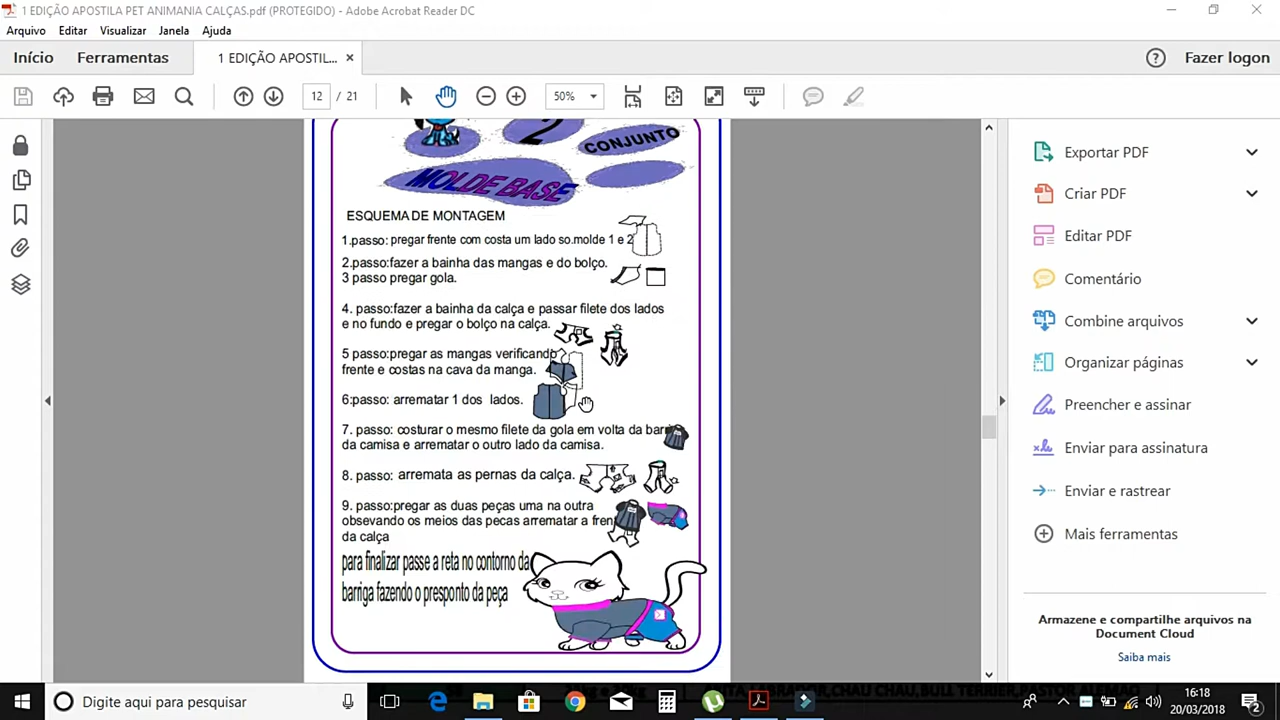 1 EDIÇÃO APOSTILA PET ANIMANIA CALÇAS.pdf (PROTEGIDO) - Adobe Acrobat Reader DC
Arquivo Editar Visualizar Janela Ajuda
Início Ferramentas 1 EDIÇÃO APOSTIL... × Fazer logon
12 / 21 50%
2 CONJUNTO
MOLDE BASE
ESQUEMA DE MONTAGEM
1.passo: pregar frente com costa um lado so.molde 1 e 2
2.passo:fazer a bainha das mangas e do bolço.
3 passo pregar gola.
4. passo:fazer a bainha da calça e passar filete dos lados
e no fundo e pregar o bolço na calça.
5 passo:pregar as mangas verificando
frente e costas na cava da manga.
6:passo: arrematar 1 dos lados.
7. passo: costurar o mesmo filete da gola em volta da barri
da camisa e arrematar o outro lado da camisa.
8. passo: arremata as pernas da calça.
9. passo:pregar as duas peças uma na outra
obsevando os meios das pecas arrematar a fren
da calça
para finalizar passe a reta no contorno da
barriga fazendo o presponto da peça
Exportar PDF
Criar PDF
Editar PDF
Comentário
Combine arquivos
Organizar páginas
Preencher e assinar
Enviar para assinatura
Enviar e rastrear
Mais ferramentas
Armazene e compartilhe arquivos na
Document Cloud
Saiba mais
Digite aqui para pesquisar
16:18
20/03/2018
2